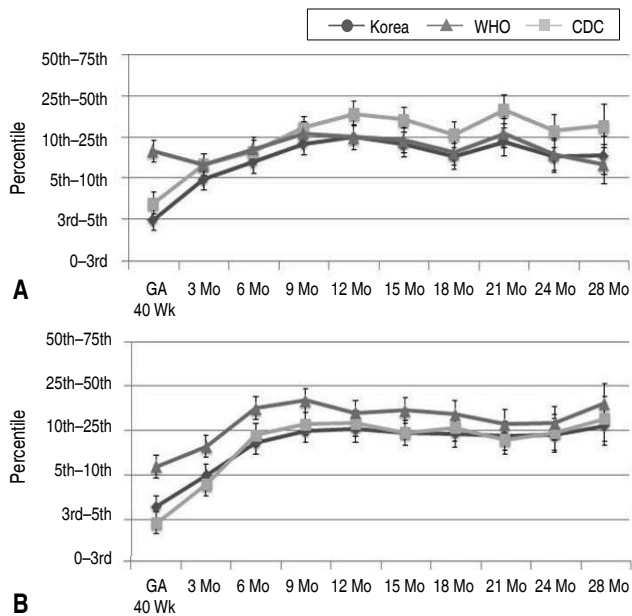 Korea WHO CDC
50th–75th
25th–50th
10th–25th
5th–10th
3rd–5th
0–3rd
Percentile
A
GA 40 Wk
3 Mo 6 Mo 9 Mo 12 Mo 15 Mo 18 Mo 21 Mo 24 Mo 28 Mo
50th–75th
25th–50th
10th–25th
5th–10th
3rd–5th
0–3rd
Percentile
B
GA 40 Wk
3 Mo 6 Mo 9 Mo 12 Mo 15 Mo 18 Mo 21 Mo 24 Mo 28 Mo